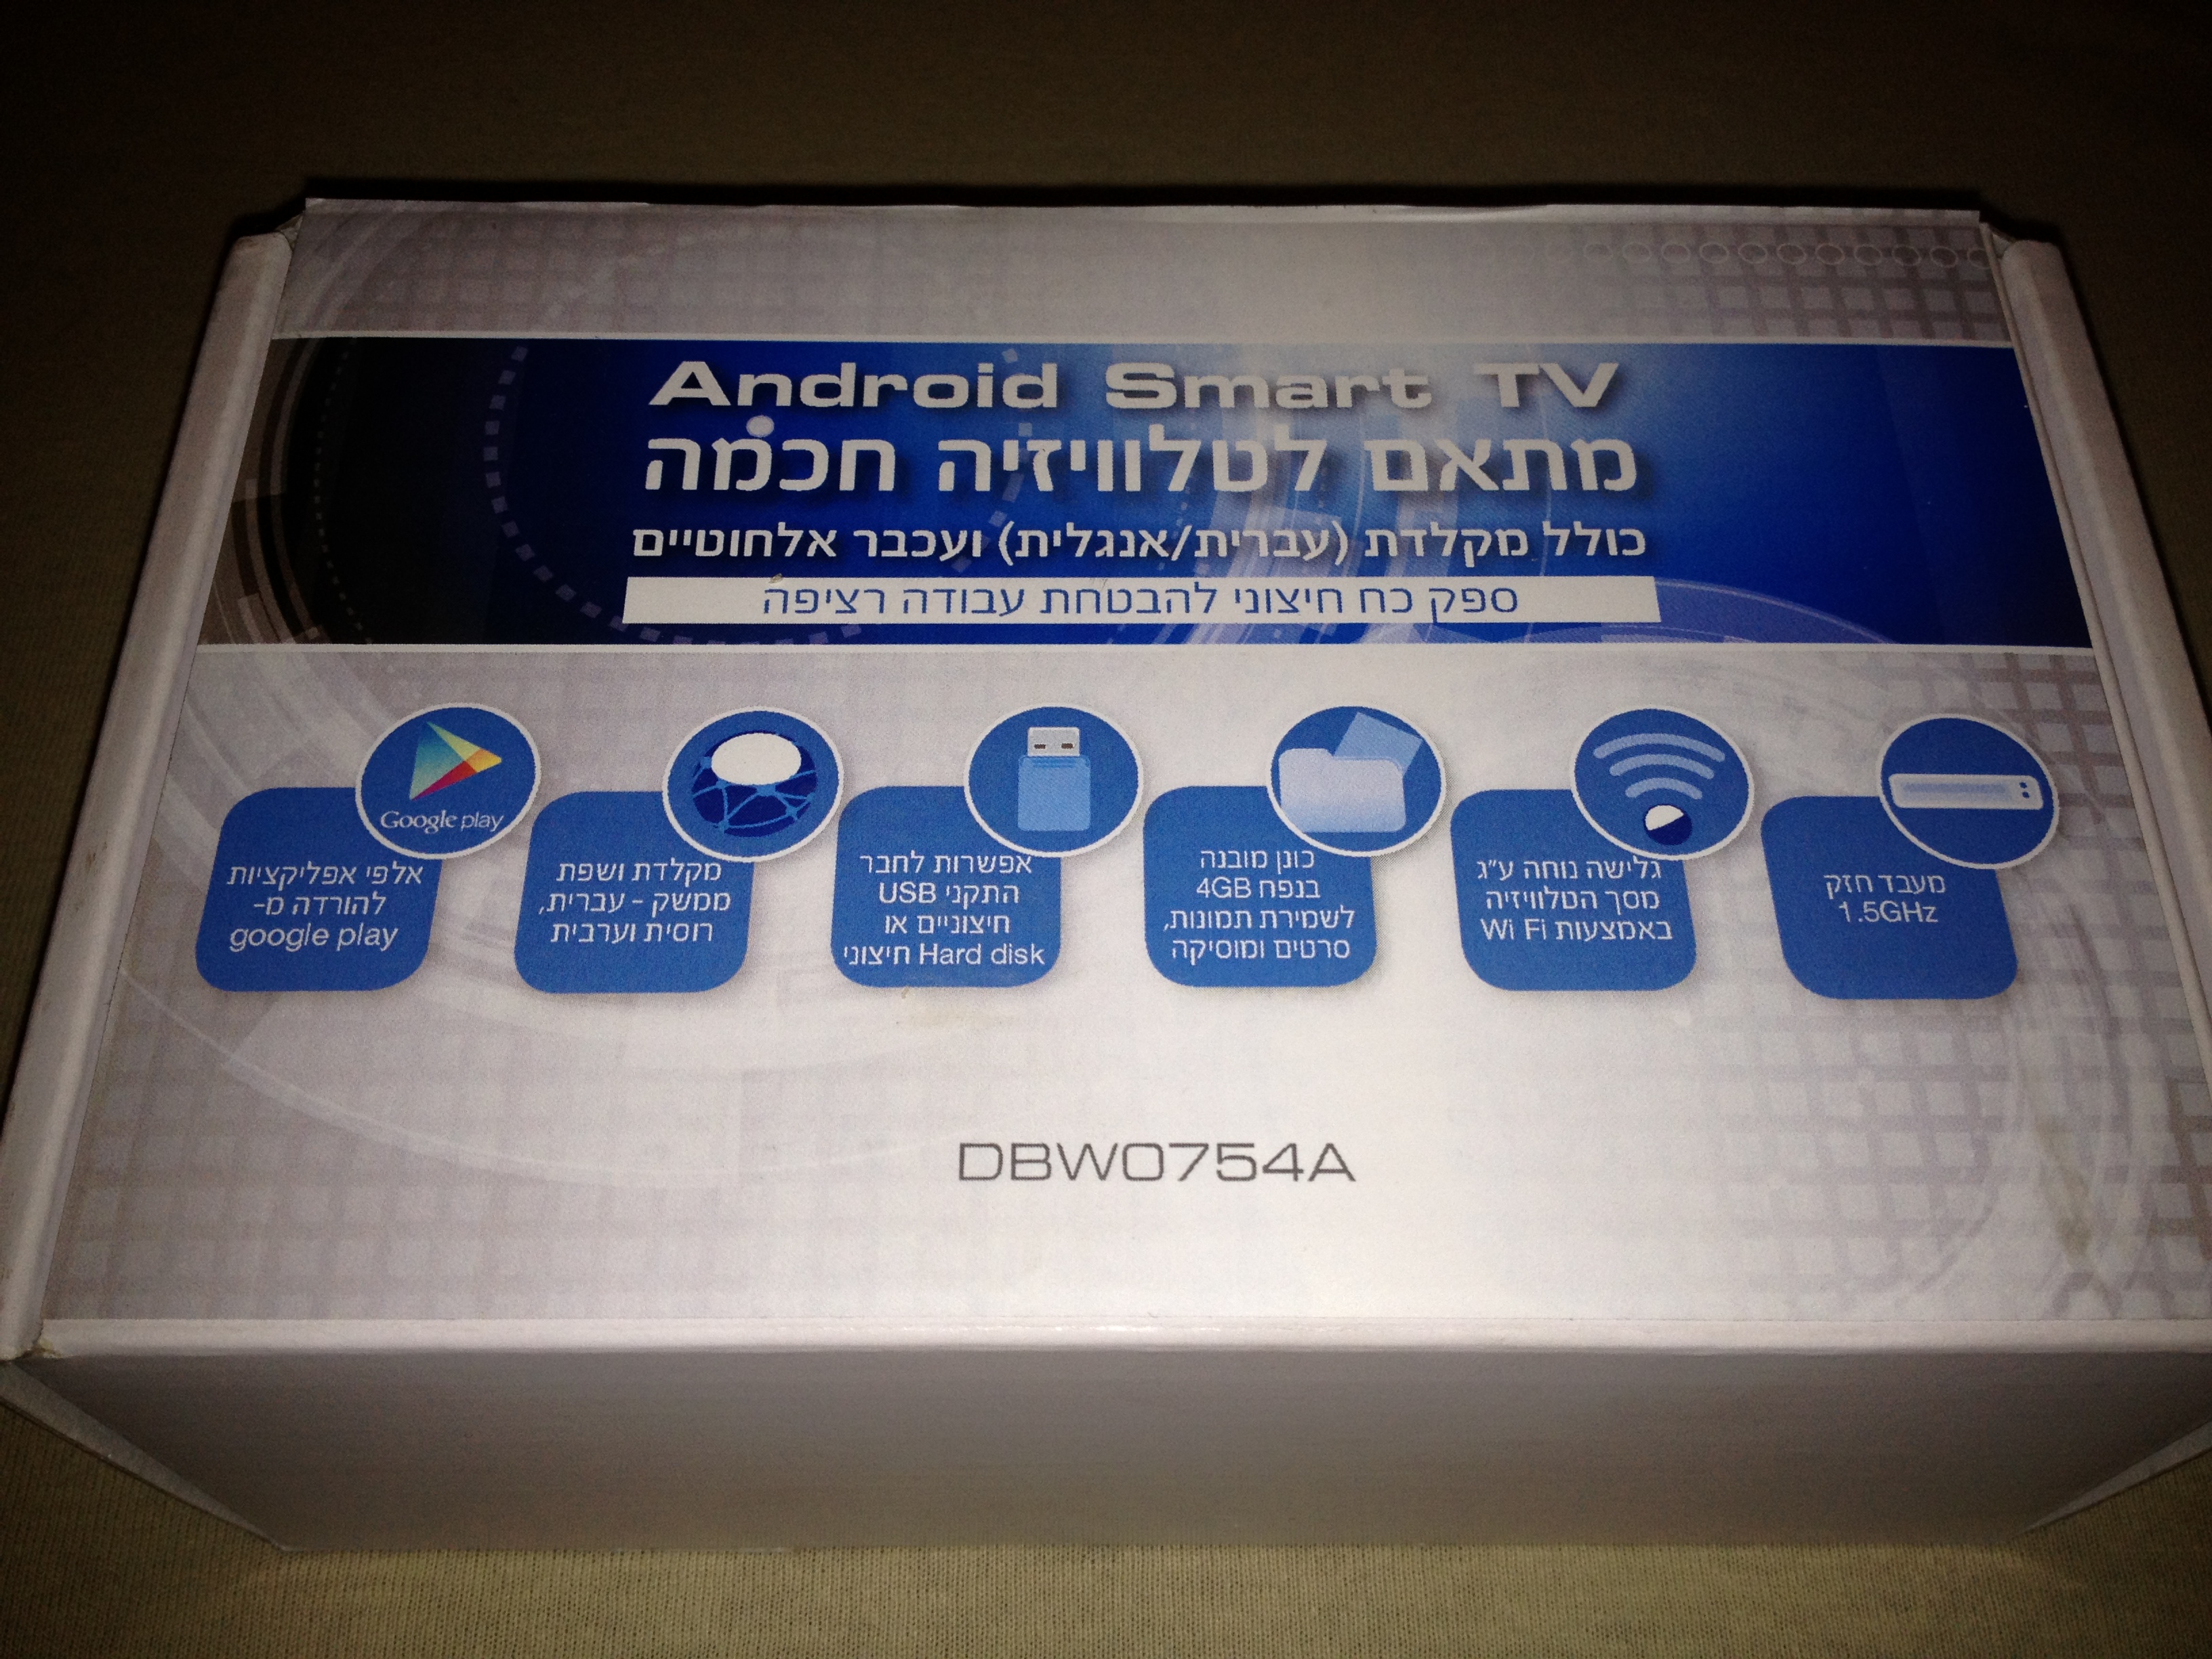 Android Smart TV
מתאם לטלוויזיה חכמה
כולל מקלדת (עברית/אנגלית) ועכבר אלחוטיים
ספק כח חיצוני להבטחת עבודה רציפה
מעבד חזק
1.5GHz
גלישה נוחה ע"ג
מסך הטלוויזיה
באמצעות Wi Fi
כונן מובנה
בנפח 4GB
לשמירת תמונות,
סרטים ומוסיקה
אפשרות לחבר
התקני USB
חיצוניים או
Hard disk חיצוני
מקלדת ושפת
ממשק - עברית,
רוסית וערבית
Google play
אלפי אפליקציות
להורדה מ-
google play
DBW0754A